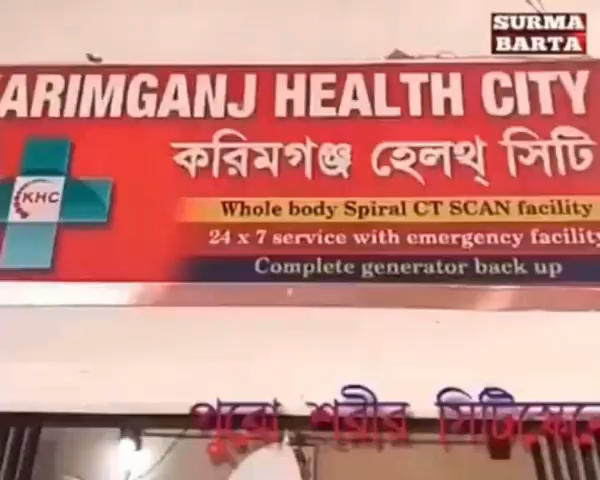 SURMA
BARTA
KARIMGANJ HEALTH CITY
করিমগঞ্জ হেলথ্ সিটি
KHC
Whole body Spiral CT SCAN facility
24 x 7 service with emergency facility
Complete generator back up
পুরো শরীর